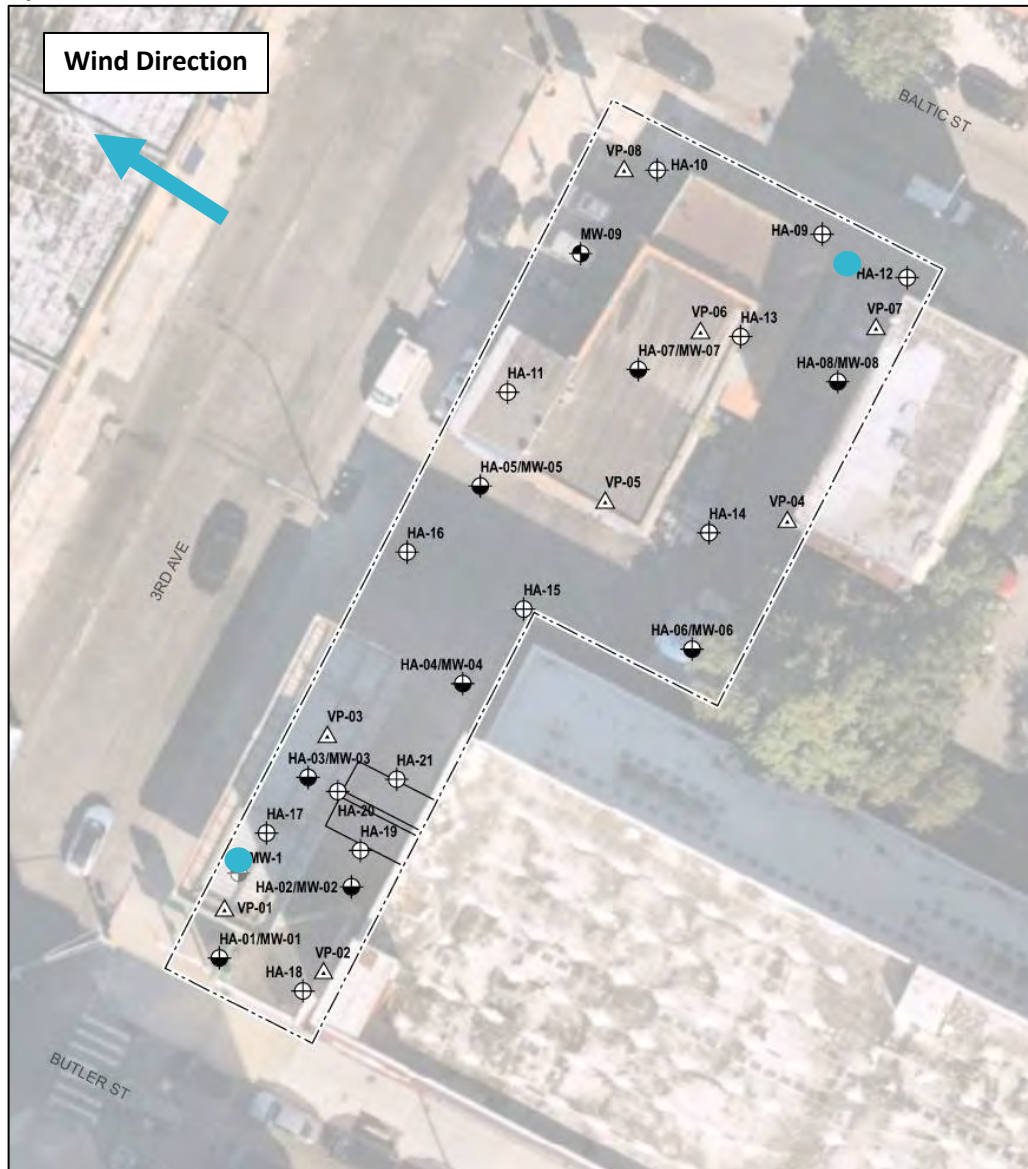 Wind Direction
BALTIC ST
VP-08
HA-10
HA-09
MW-09
HA-12
VP-06
HA-13
VP-07
HA-07/MW-07
HA-08/MW-08
HA-11
HA-05/MW-05
VP-05
VP-04
HA-14
HA-16
3RD AVE
HA-15
HA-06/MW-06
HA-04/MW-04
VP-03
HA-03/MW-03
HA-21
HA-20
HA-17
HA-19
MW-1
HA-02/MW-02
VP-01
HA-01/MW-01
VP-02
HA-18
BUTLER ST